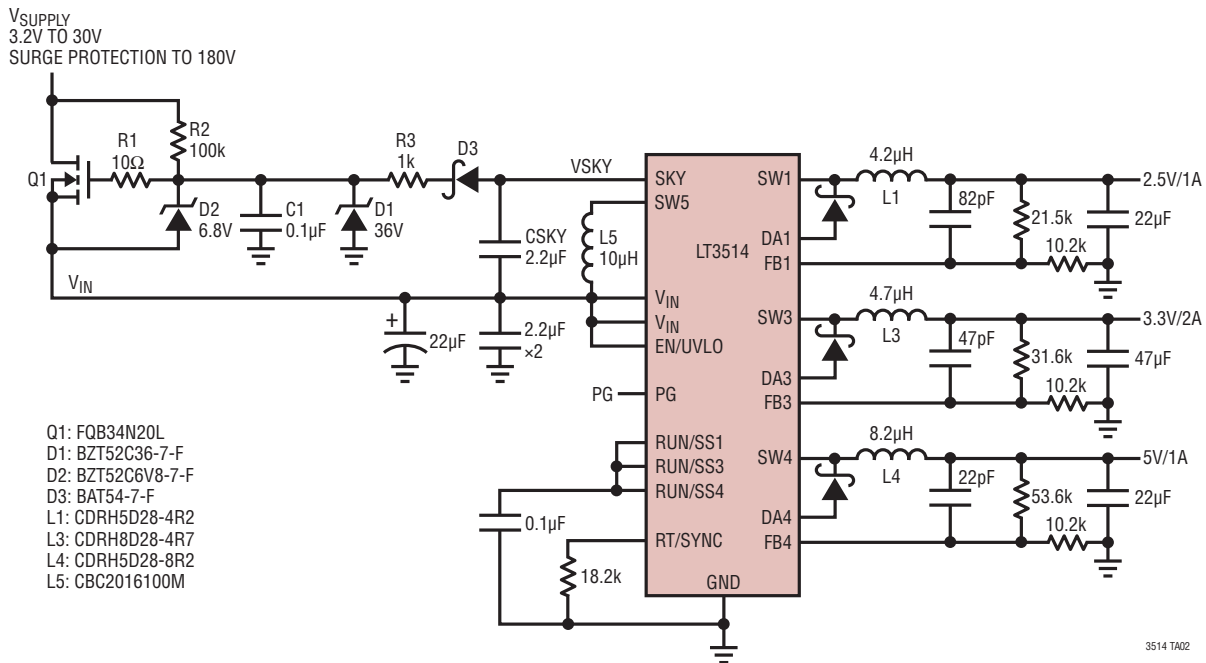 VSUPPLY
3.2V TO 30V
SURGE PROTECTION TO 180V
R1
10Ω
R2
100k
Q1
D2
6.8V
C1
0.1µF
D1
36V
R3
1k
D3
VSKY
CSKY
2.2µF
L5
10µH
VIN
+
22µF
2.2µF
×2
PG
0.1µF
18.2k
SKY
SW5
VIN
VIN
EN/UVLO
PG
RUN/SS1
RUN/SS3
RUN/SS4
RT/SYNC
LT3514
GND
SW1
DA1
FB1
SW3
DA3
FB3
SW4
DA4
FB4
4.2µH
L1
82pF
21.5k
10.2k
22µF
2.5V/1A
4.7µH
L3
47pF
31.6k
10.2k
47µF
3.3V/2A
8.2µH
L4
22pF
53.6k
10.2k
22µF
5V/1A
Q1: FQB34N20L
D1: BZT52C36-7-F
D2: BZT52C6V8-7-F
D3: BAT54-7-F
L1: CDRH5D28-4R2
L3: CDRH8D28-4R7
L4: CDRH5D28-8R2
L5: CBC2016100M
3514 TA02